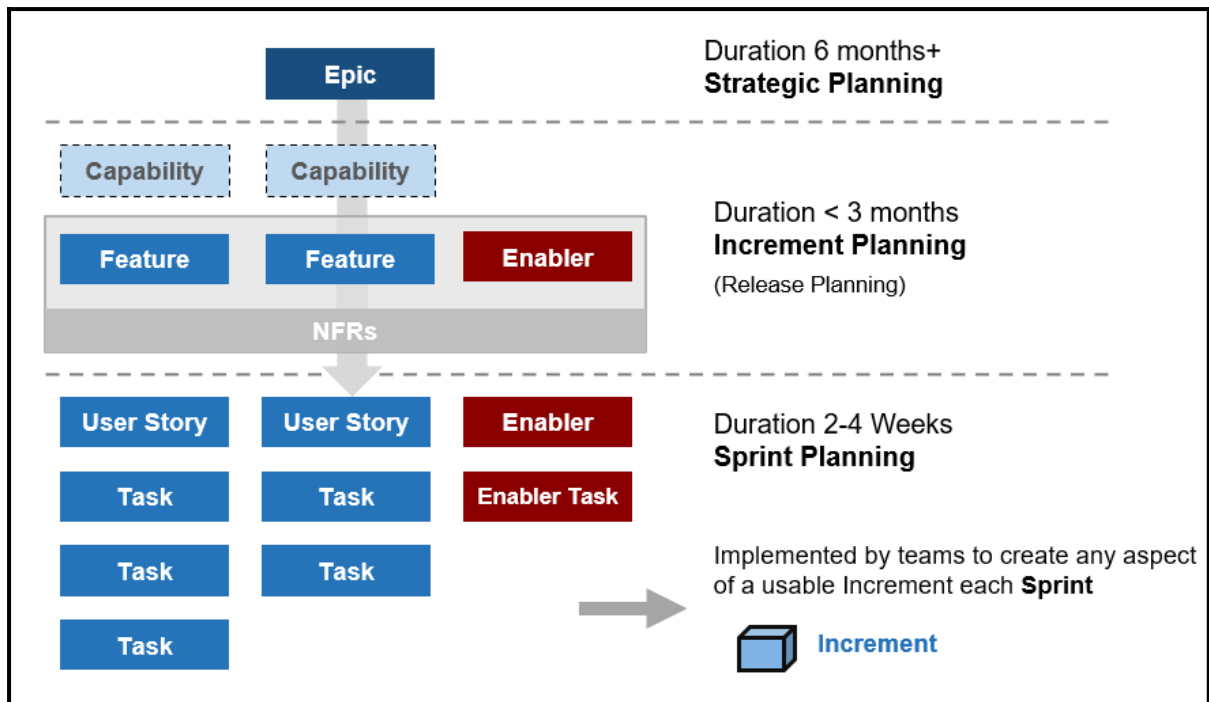 Epic
Duration 6 months+
Strategic Planning
Capability
Capability
Feature
Feature
Enabler
NFRs
Duration < 3 months
Increment Planning
(Release Planning)
User Story
User Story
Enabler
Task
Task
Enabler Task
Task
Task
Task
Duration 2-4 Weeks
Sprint Planning
Implemented by teams to create any aspect
of a usable Increment each Sprint
Increment